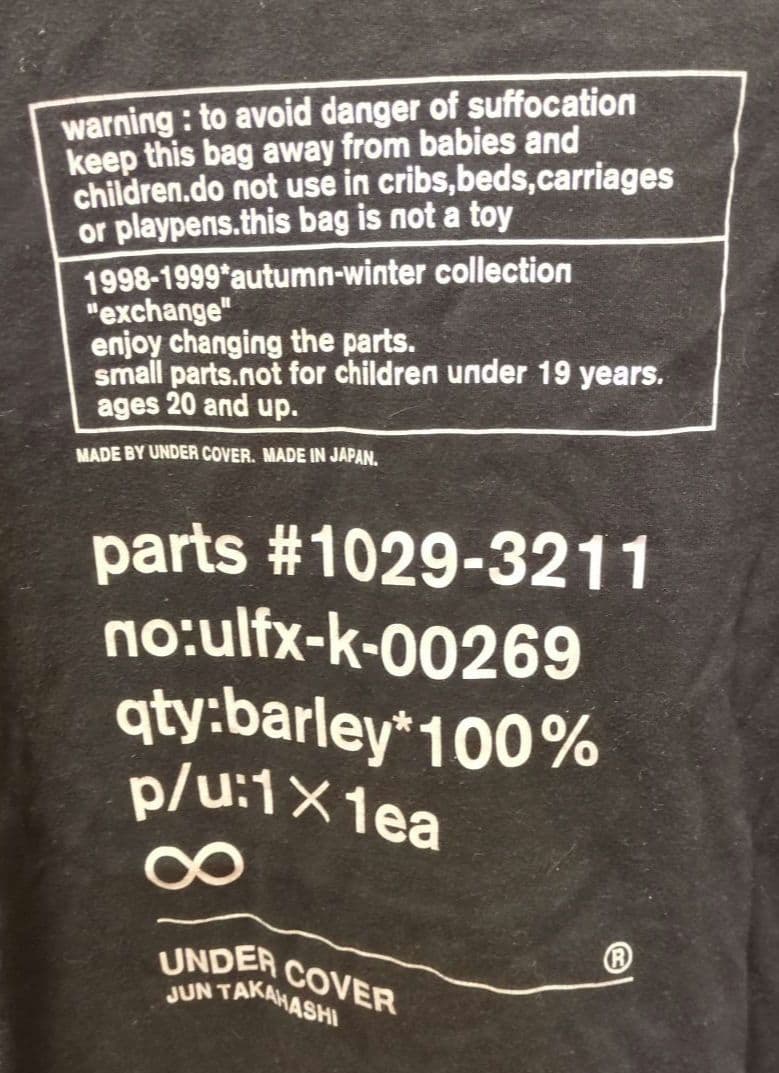 warning : to avoid danger of suffocation
keep this bag away from babies and
children.do not use in cribs,beds,carriages
or playpens.this bag is not a toy
1998-1999*autumn-winter collection
"exchange"
enjoy changing the parts.
small parts.not for children under 19 years.
ages 20 and up.
MADE BY UNDER COVER. MADE IN JAPAN.
parts #1029-3211
no:ulfx-k-00269
qty:barley*100%
p/u:1×1ea
∞
®
UNDER COVER
JUN TAKAHASHI